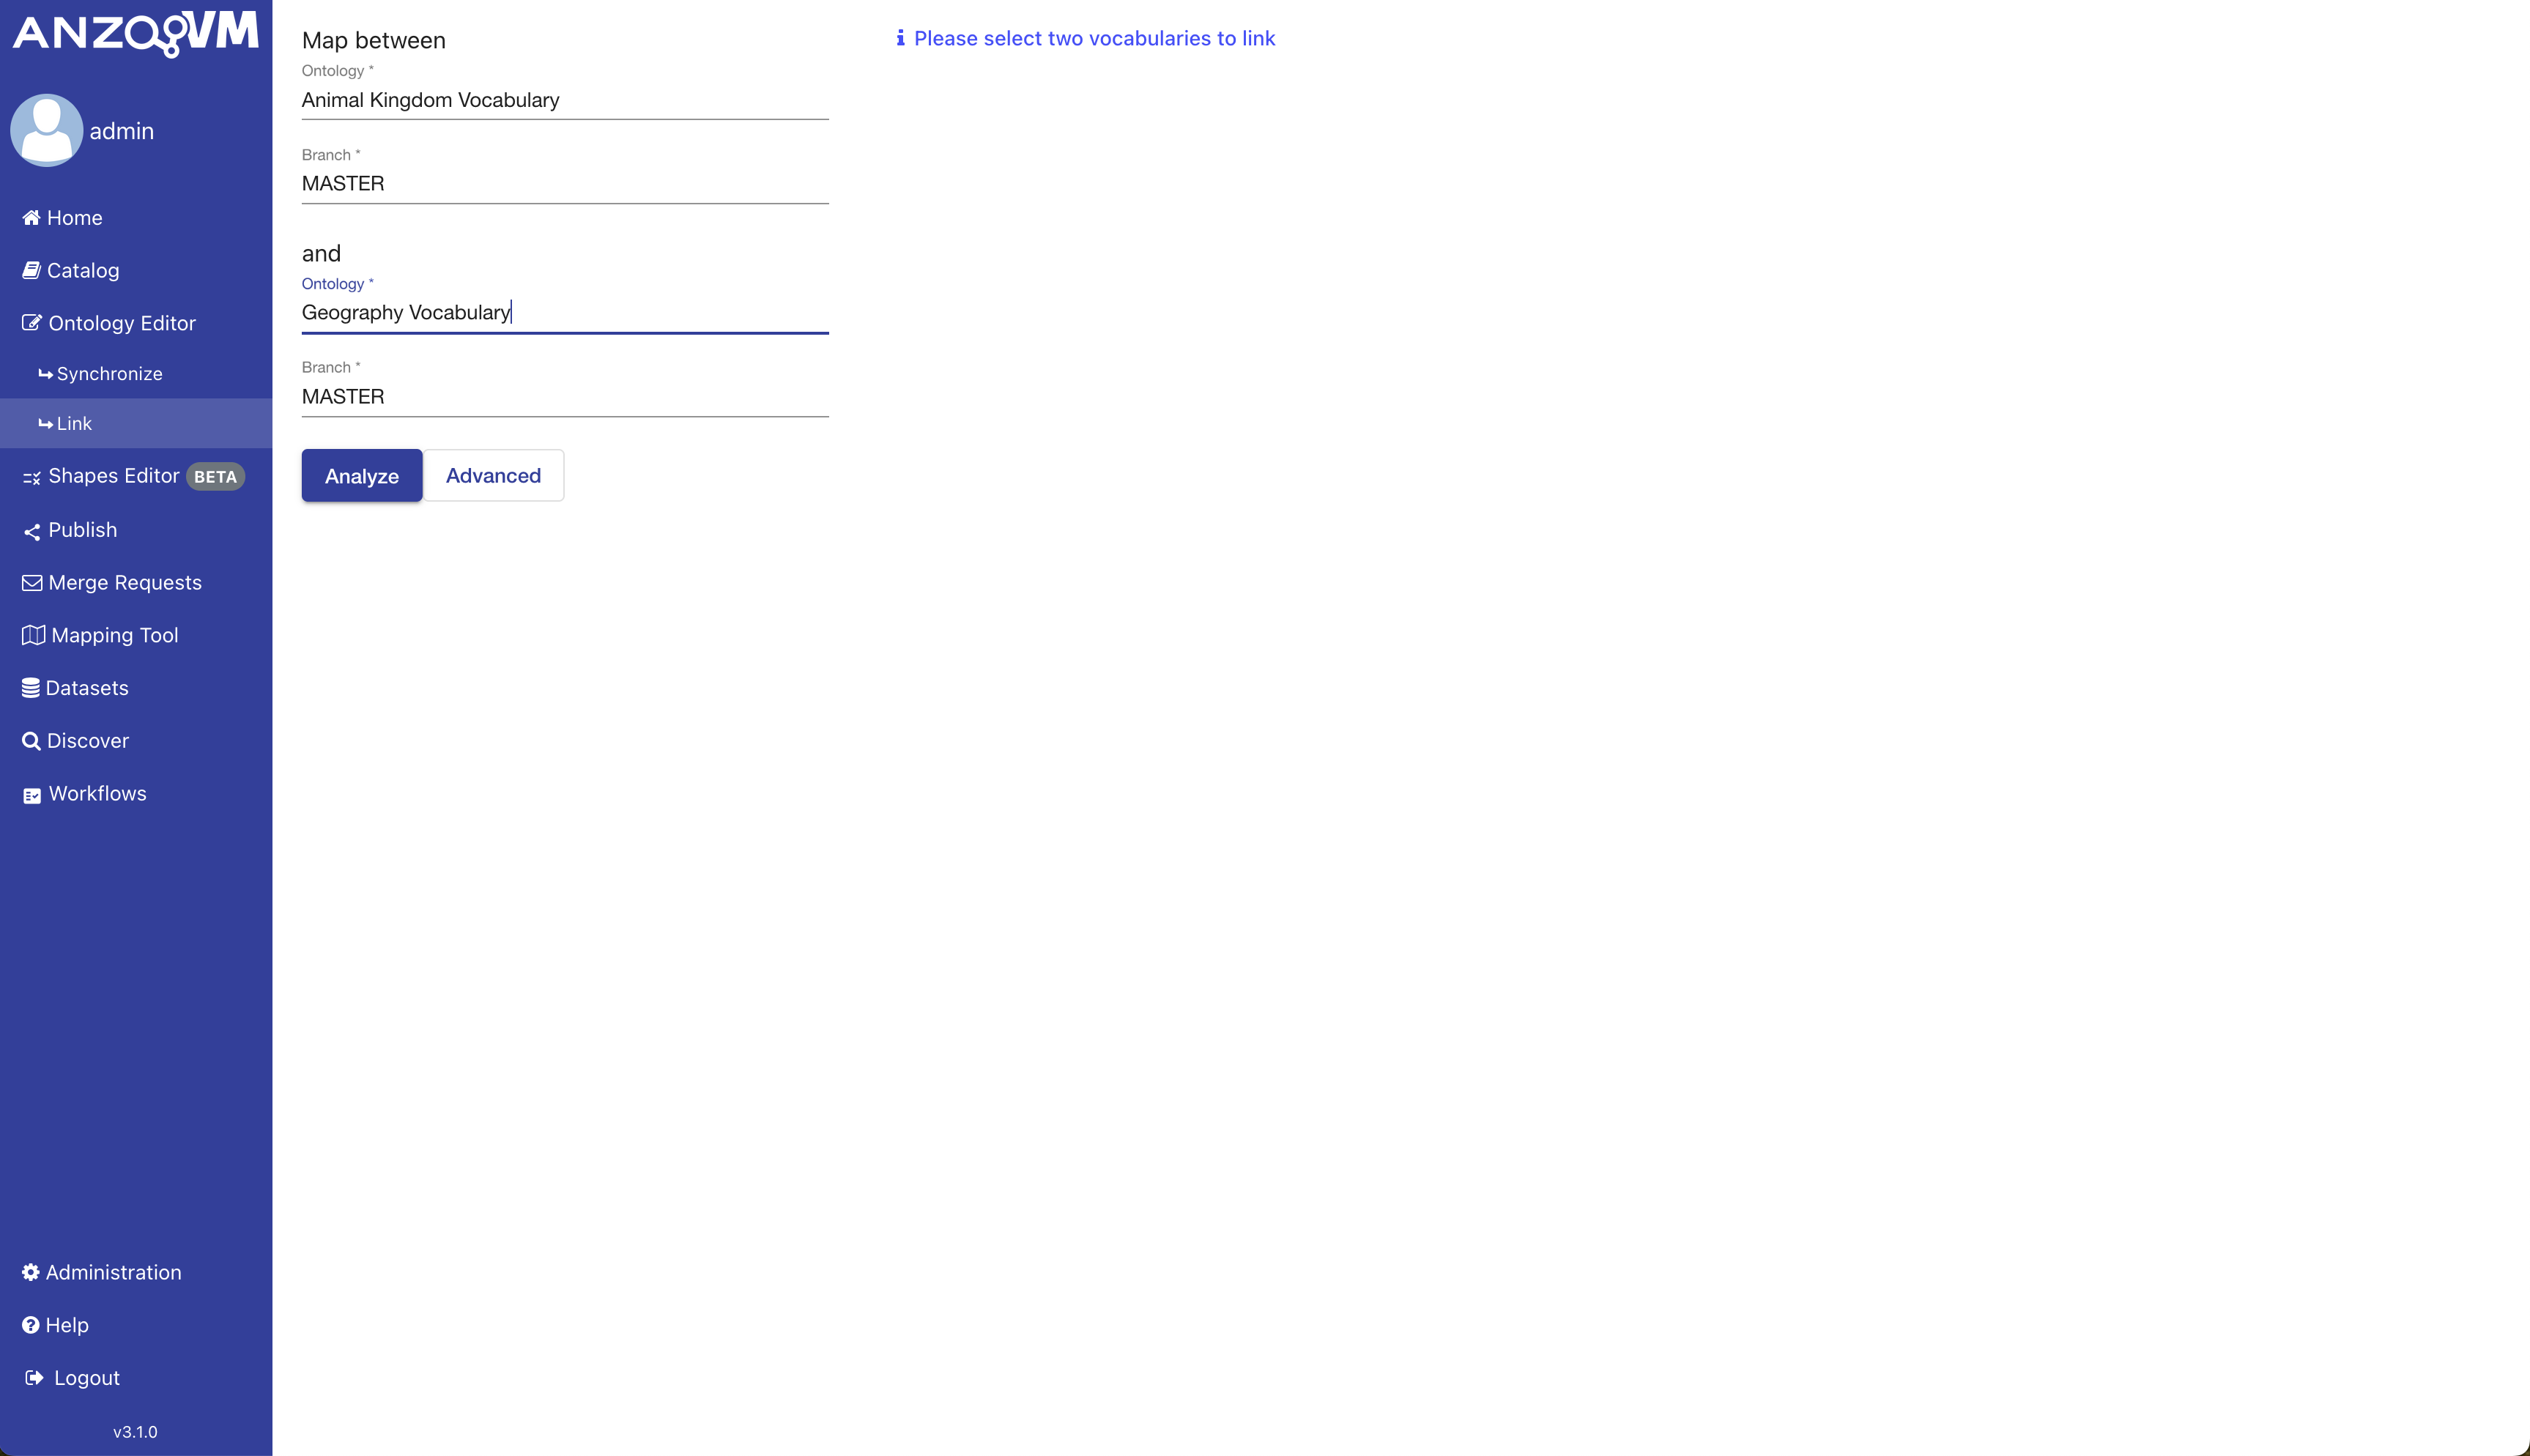 ANZO VM
admin
Home
Catalog
Ontology Editor
Synchronize
Link
Shapes Editor BETA
Publish
Merge Requests
Mapping Tool
Datasets
Discover
Workflows
Administration
Help
Logout
v3.1.0
Map between
Ontology *
Animal Kingdom Vocabulary
Branch *
MASTER
and
Ontology *
Geography Vocabulary
Branch *
MASTER
Analyze
Advanced
Please select two vocabularies to link